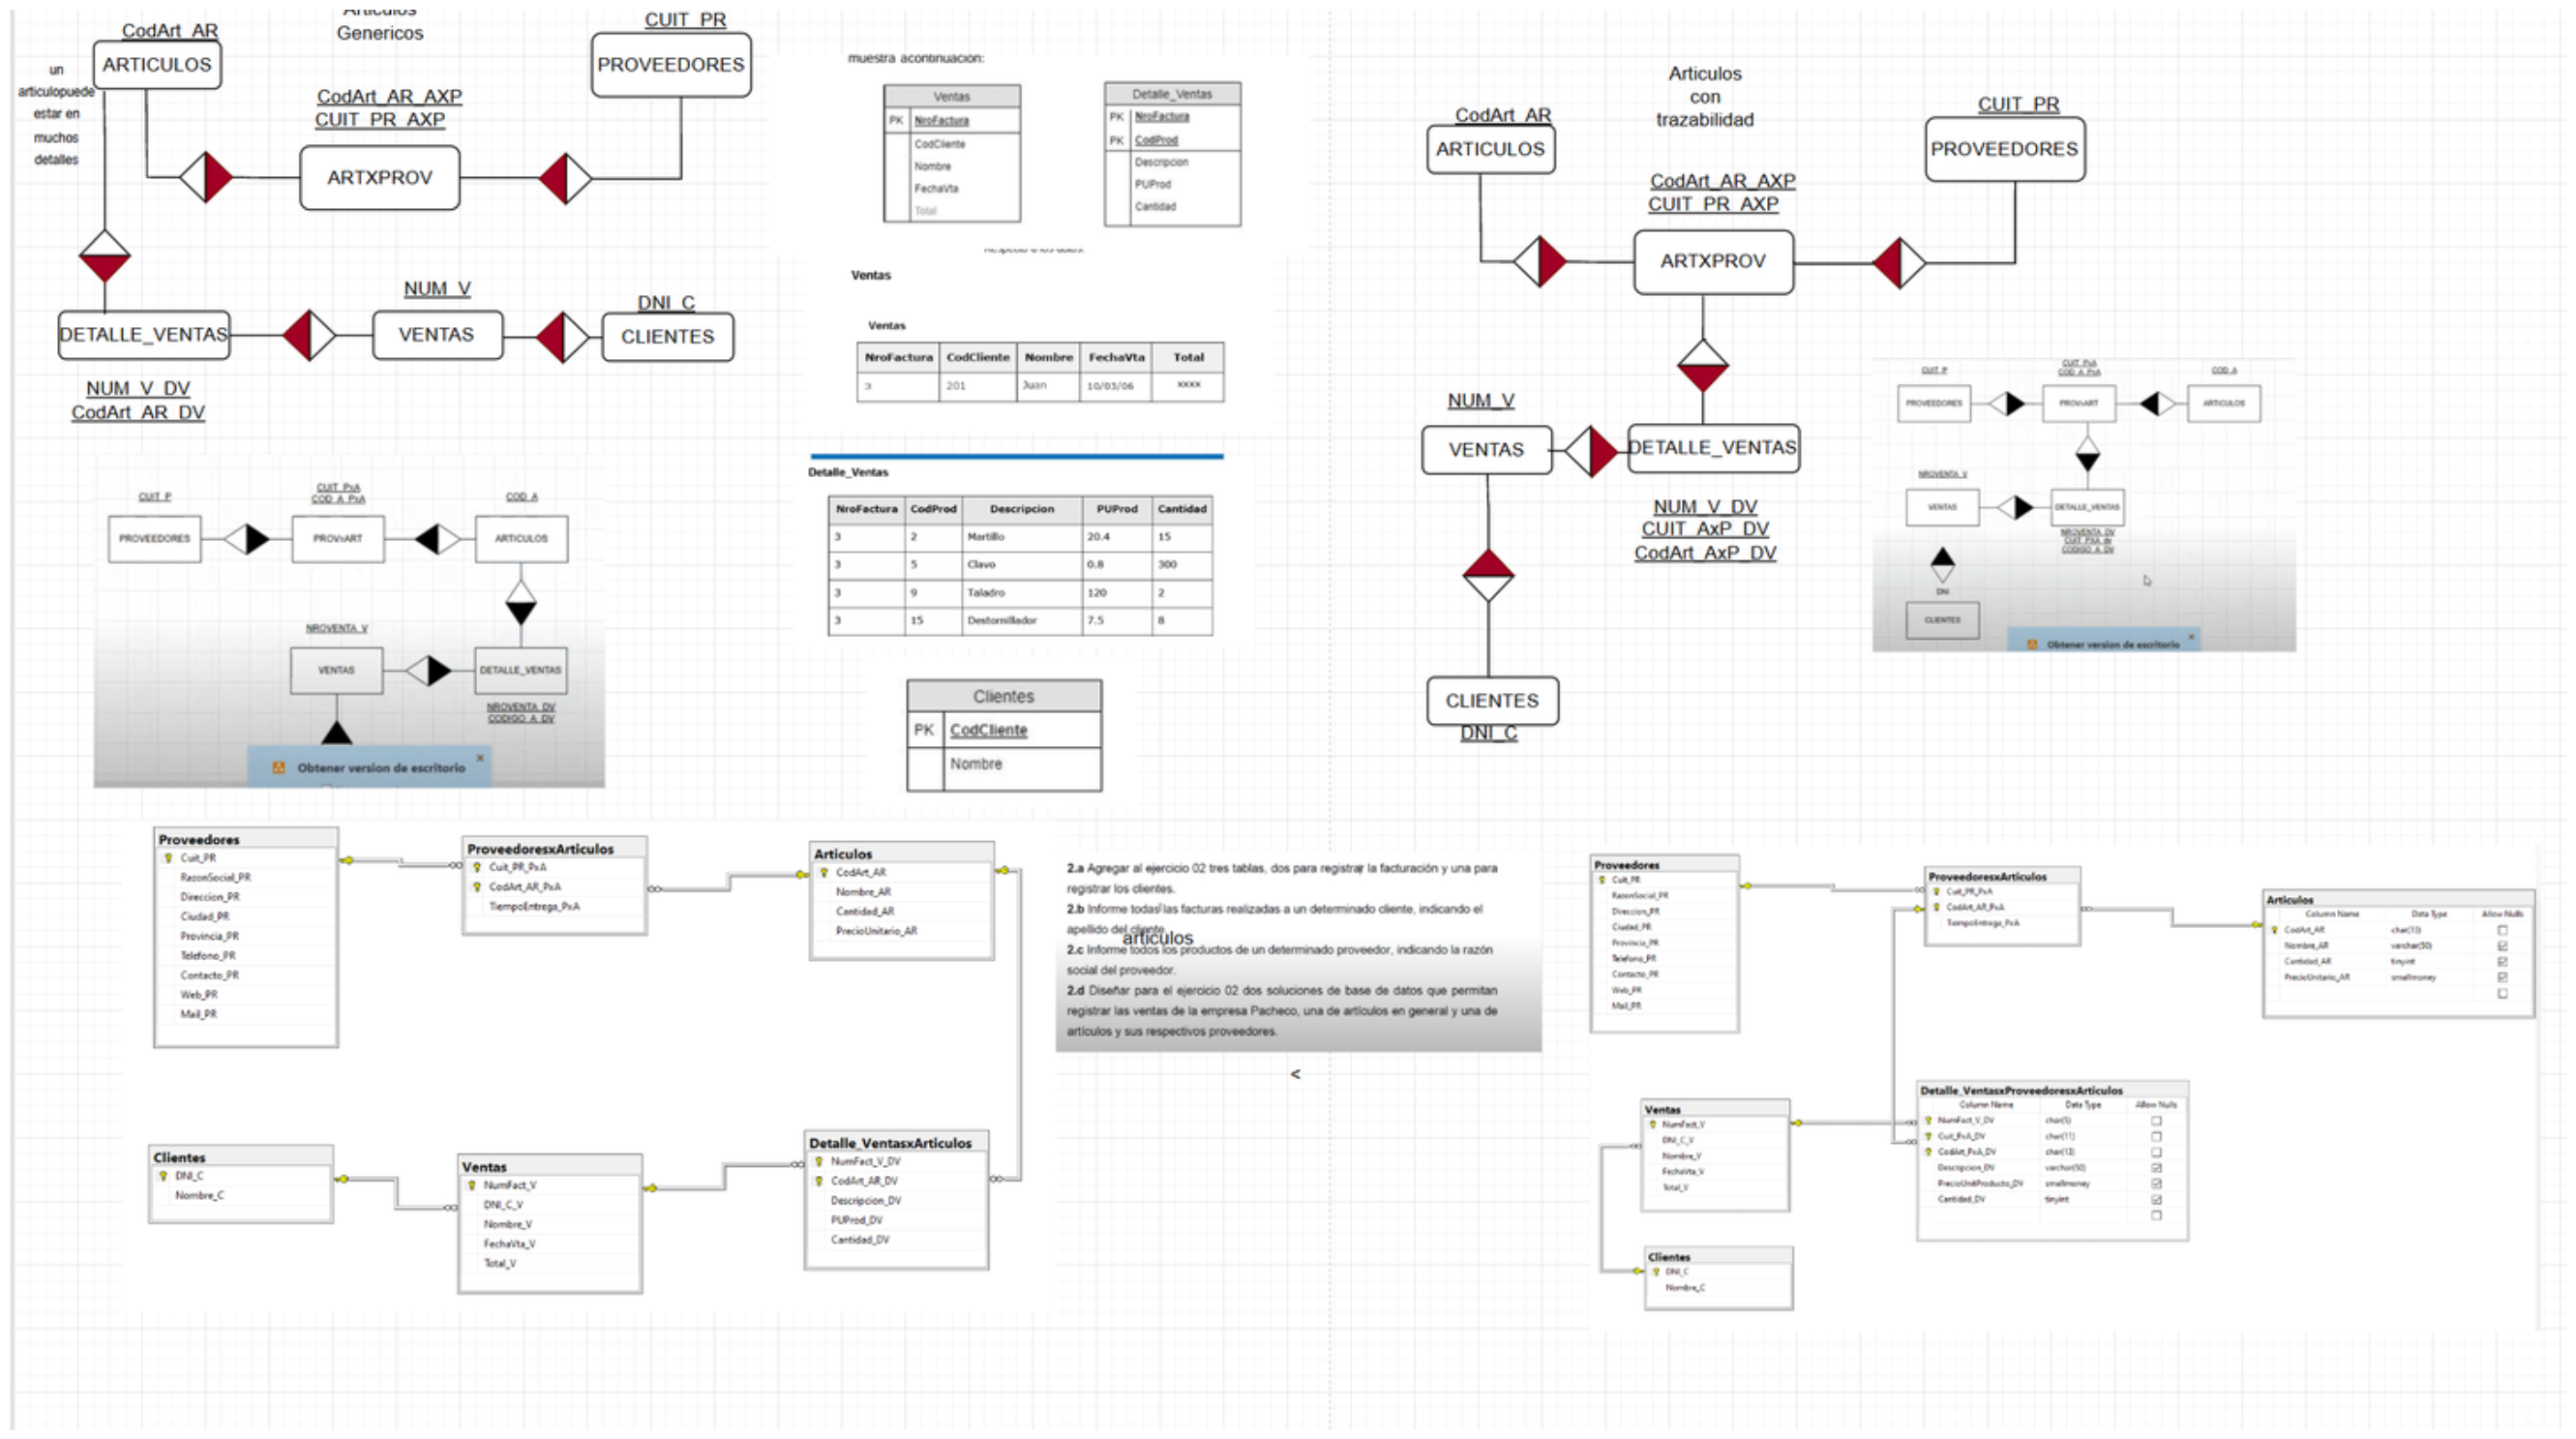 Genericos
CodArt_AR
ARTICULOS
CUIT_PR
PROVEEDORES
un
articulopuede
estar en
muchos
detalles
CodArt_AR_AXP
CUIT_PR_AXP
ARTXPROV
NUM_V
DNI_C
DETALLE_VENTAS
VENTAS
CLIENTES
NUM_V_DV
CodArt_AR_DV
muestra acontinuación:
Ventas
PK NroFactura
CodCliente
Nombre
FechaVta
Total
Detalle_Ventas
PK NroFactura
PK CodProd
Descripcion
PUProd
Cantidad
Ventas
Ventas
NroFactura CodCliente Nombre FechaVta Total
3 201 Juan 10/03/06 xxxx
Detalle_Ventas
NroFactura CodProd Descripcion PUProd Cantidad
3 2 Martillo 20.4 15
3 5 Clavo 0.8 300
3 9 Taladro 120 2
3 15 Destornillador 7.5 8
Clientes
PK CodCliente
Nombre
CUIT_P
CUIT_PxA
COD_A_PxA
COD_A
PROVEEDORES
PROVxART
ARTICULOS
NROVENTA_V
VENTAS
DETALLE_VENTAS
NROVENTA_DV
CODIGO_A_DV
Obtener version de escritorio
Articulos
con
trazabilidad
CodArt_AR
ARTICULOS
CUIT_PR
PROVEEDORES
CodArt_AR_AXP
CUIT_PR_AXP
ARTXPROV
NUM_V
VENTAS
DETALLE_VENTAS
NUM_V_DV
CUIT_AxP_DV
CodArt_AxP_DV
CLIENTES
DNI_C
CUIT_P
CUIT_PxA
COD_A_PxA
COD_A
PROVEEDORES
PROVxART
ARTICULOS
NROVENTA_V
VENTAS
DETALLE_VENTAS
NROVENTA_DV
CUIT_PXA_dv
CODIGO_A_DV
DNI
CLIENTES
Obtener version de escritorio
Proveedores
Cuit_PR
RazonSocial_PR
Direccion_PR
Ciudad_PR
Provincia_PR
Telefono_PR
Contacto_PR
Web_PR
Mail_PR
ProveedoresxArticulos
Cuit_PR_PxA
CodArt_AR_PxA
TiempoEntrega_PxA
Articulos
CodArt_AR
Nombre_AR
Cantidad_AR
PrecioUnitario_AR
Clientes
DNI_C
Nombre_C
Ventas
NumFact_V
DNI_C_V
Nombre_V
FechaVta_V
Total_V
Detalle_VentasxArticulos
NumFact_V_DV
CodArt_AR_DV
Descripcion_DV
PUProd_DV
Cantidad_DV
2.a Agregar al ejercicio 02 tres tablas, dos para registrar la facturación y una para
registrar los clientes.
2.b Informe todas las facturas realizadas a un determinado cliente, indicando el
apellido del cliente.
articulos
2.c Informe todos los productos de un determinado proveedor, indicando la razón
social del proveedor.
2.d Diseñar para el ejercicio 02 dos soluciones de base de datos que permitan
registrar las ventas de la empresa Pacheco, una de artículos en general y una de
artículos y sus respectivos proveedores.
<
Proveedores
Cuit_PR
RazonSocial_PR
Direccion_PR
Ciudad_PR
Provincia_PR
Telefono_PR
Contacto_PR
Web_PR
Mail_PR
ProveedoresxArticulos
Cuit_PR_PxA
CodArt_AR_PxA
TiempoEntrega_PxA
Articulos
Column Name Data Type Allow Nulls
CodArt_AR char(13)
Nombre_AR varchar(50)
Cantidad_AR tinyint
PrecioUnitario_AR smallmoney
Ventas
NumFact_V
DNI_C_V
Nombre_V
FechaVta_V
Total_V
Detalle_VentasxProveedoresxArticulos
Column Name Data Type Allow Nulls
NumFact_V_DV char(5)
Cuit_PxA_DV char(11)
CodArt_PxA_DV char(13)
Descripcion_DV varchar(50)
PrecioUnitProducto_DV smallmoney
Cantidad_DV tinyint
Clientes
DNI_C
Nombre_C